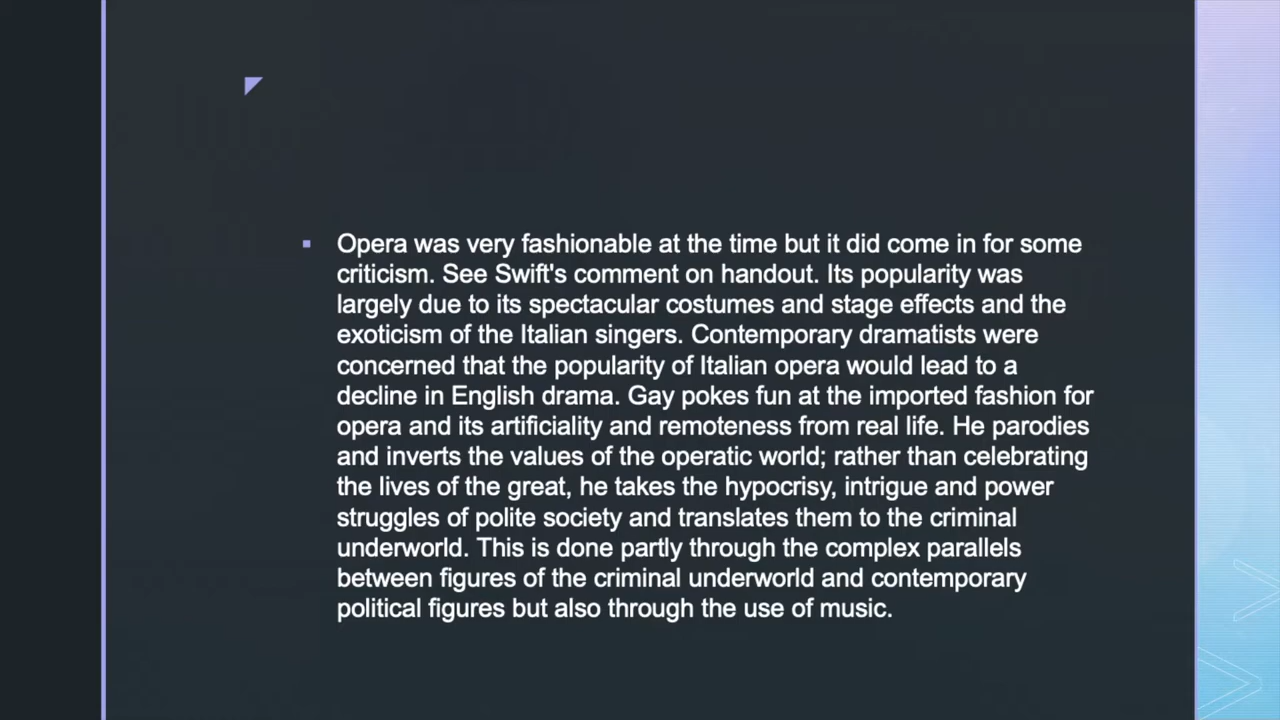 Opera was very fashionable at the time but it did come in for some
criticism. See Swift's comment on handout. Its popularity was
largely due to its spectacular costumes and stage effects and the
exoticism of the Italian singers. Contemporary dramatists were
concerned that the popularity of Italian opera would lead to a
decline in English drama. Gay pokes fun at the imported fashion for
opera and its artificiality and remoteness from real life. He parodies
and inverts the values of the operatic world; rather than celebrating
the lives of the great, he takes the hypocrisy, intrigue and power
struggles of polite society and translates them to the criminal
underworld. This is done partly through the complex parallels
between figures of the criminal underworld and contemporary
political figures but also through the use of music.